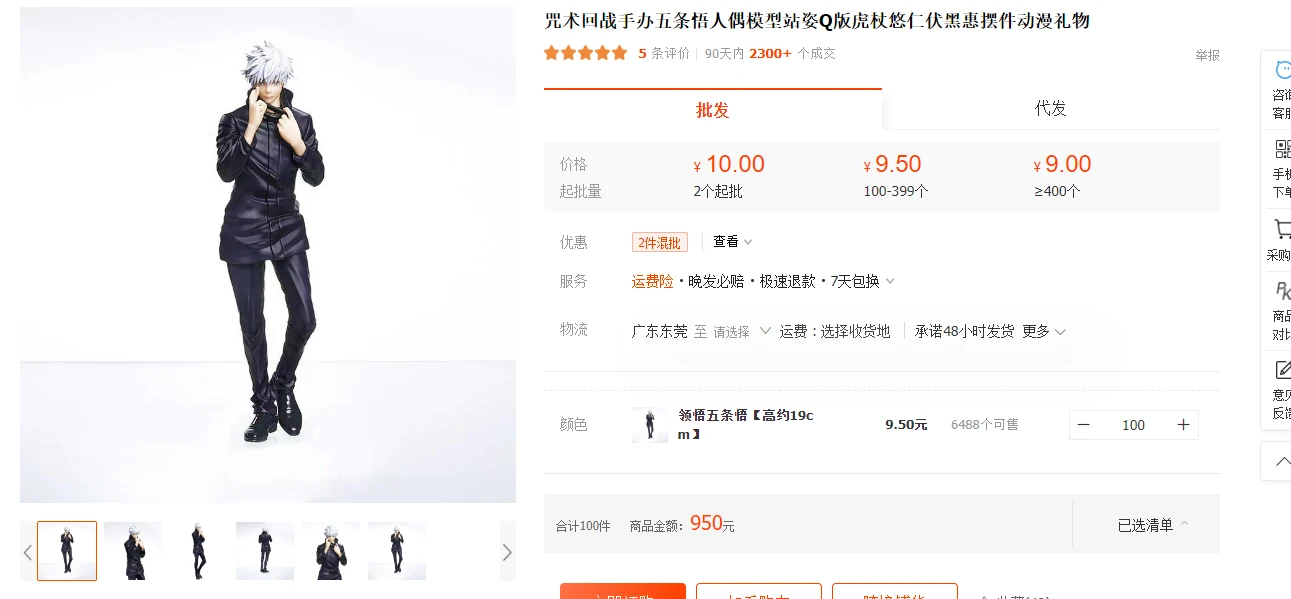 咒术回战手办五条悟人偶模型站姿Q版虎杖悠仁伏黑惠摆件动漫礼物
5 条评价 90天内 2300+ 个成交
举报
批发 代发
价格 ¥ 10.00 ¥ 9.50 ¥ 9.00
起批量 2个起批 100-399个 ≥400个
优惠 2件混批 查看
服务 运费险・晚发必赔・极速退款・7天包换
物流 广东东莞 至 请选择 运费：选择收货地 承诺48小时发货 更多
颜色 领悟五条悟【高约19c
m】
9.50元 6488个可售 − 100 +
合计100件 商品金额： 950元 已选清单
咨询
客服
手机
下单
采购
商品
对比
意见
反馈